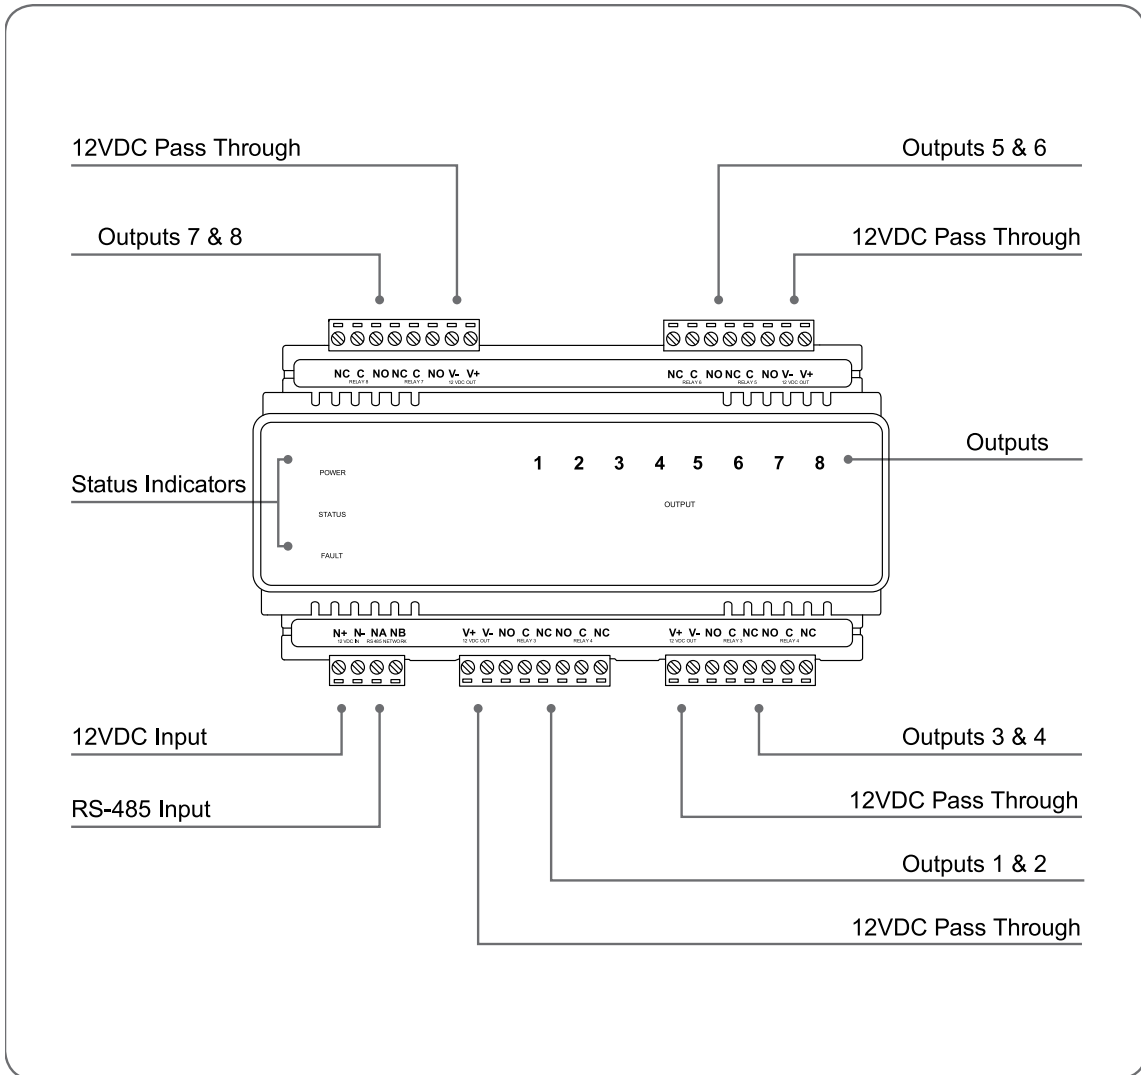 12VDC Pass Through
Outputs 5 & 6
Outputs 7 & 8
12VDC Pass Through
NC C NO NC C NO V- V+
RELAY 8 RELAY 7 12 VDC OUT
NC C NO NC C NO V- V+
RELAY 6 RELAY 5 12 VDC OUT
Outputs
1 2 3 4 5 6 7 8
OUTPUT
Status Indicators
POWER
STATUS
FAULT
N+ N- NA NB
12 VDC IN RS485 NETWORK
V+ V- NO C NC NO C NC
12 VDC OUT RELAY 3 RELAY 4
V+ V- NO C NC NO C NC
12 VDC OUT RELAY 3 RELAY 4
12VDC Input
Outputs 3 & 4
RS-485 Input
12VDC Pass Through
Outputs 1 & 2
12VDC Pass Through